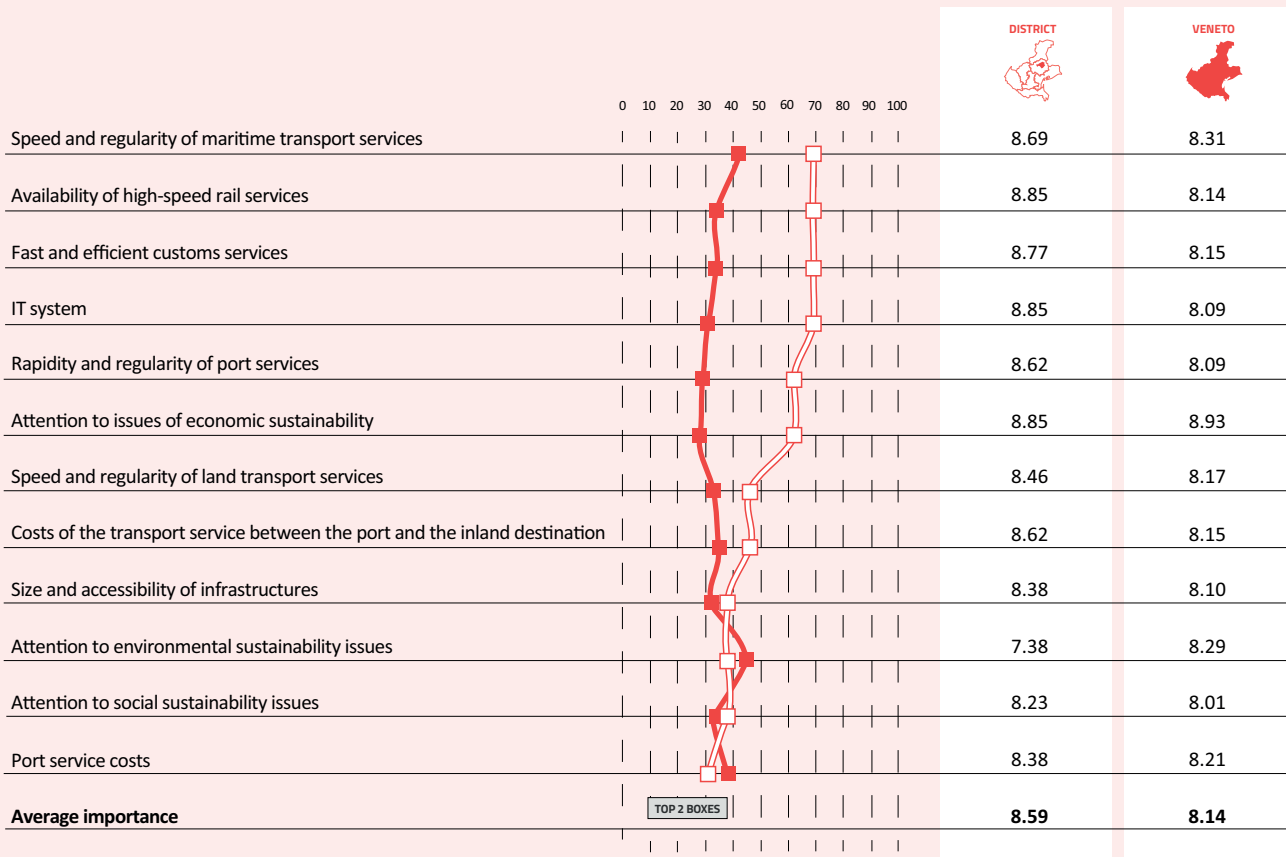 DISTRICT VENETO
0 10 20 30 40 50 60 70 80 90 100
Speed and regularity of maritime transport services 8.69 8.31
Availability of high-speed rail services 8.85 8.14
Fast and efficient customs services 8.77 8.15
IT system 8.85 8.09
Rapidity and regularity of port services 8.62 8.09
Attention to issues of economic sustainability 8.85 8.93
Speed and regularity of land transport services 8.46 8.17
Costs of the transport service between the port and the inland destination 8.62 8.15
Size and accessibility of infrastructures 8.38 8.10
Attention to environmental sustainability issues 7.38 8.29
Attention to social sustainability issues 8.23 8.01
Port service costs 8.38 8.21
Average importance TOP 2 BOXES 8.59 8.14